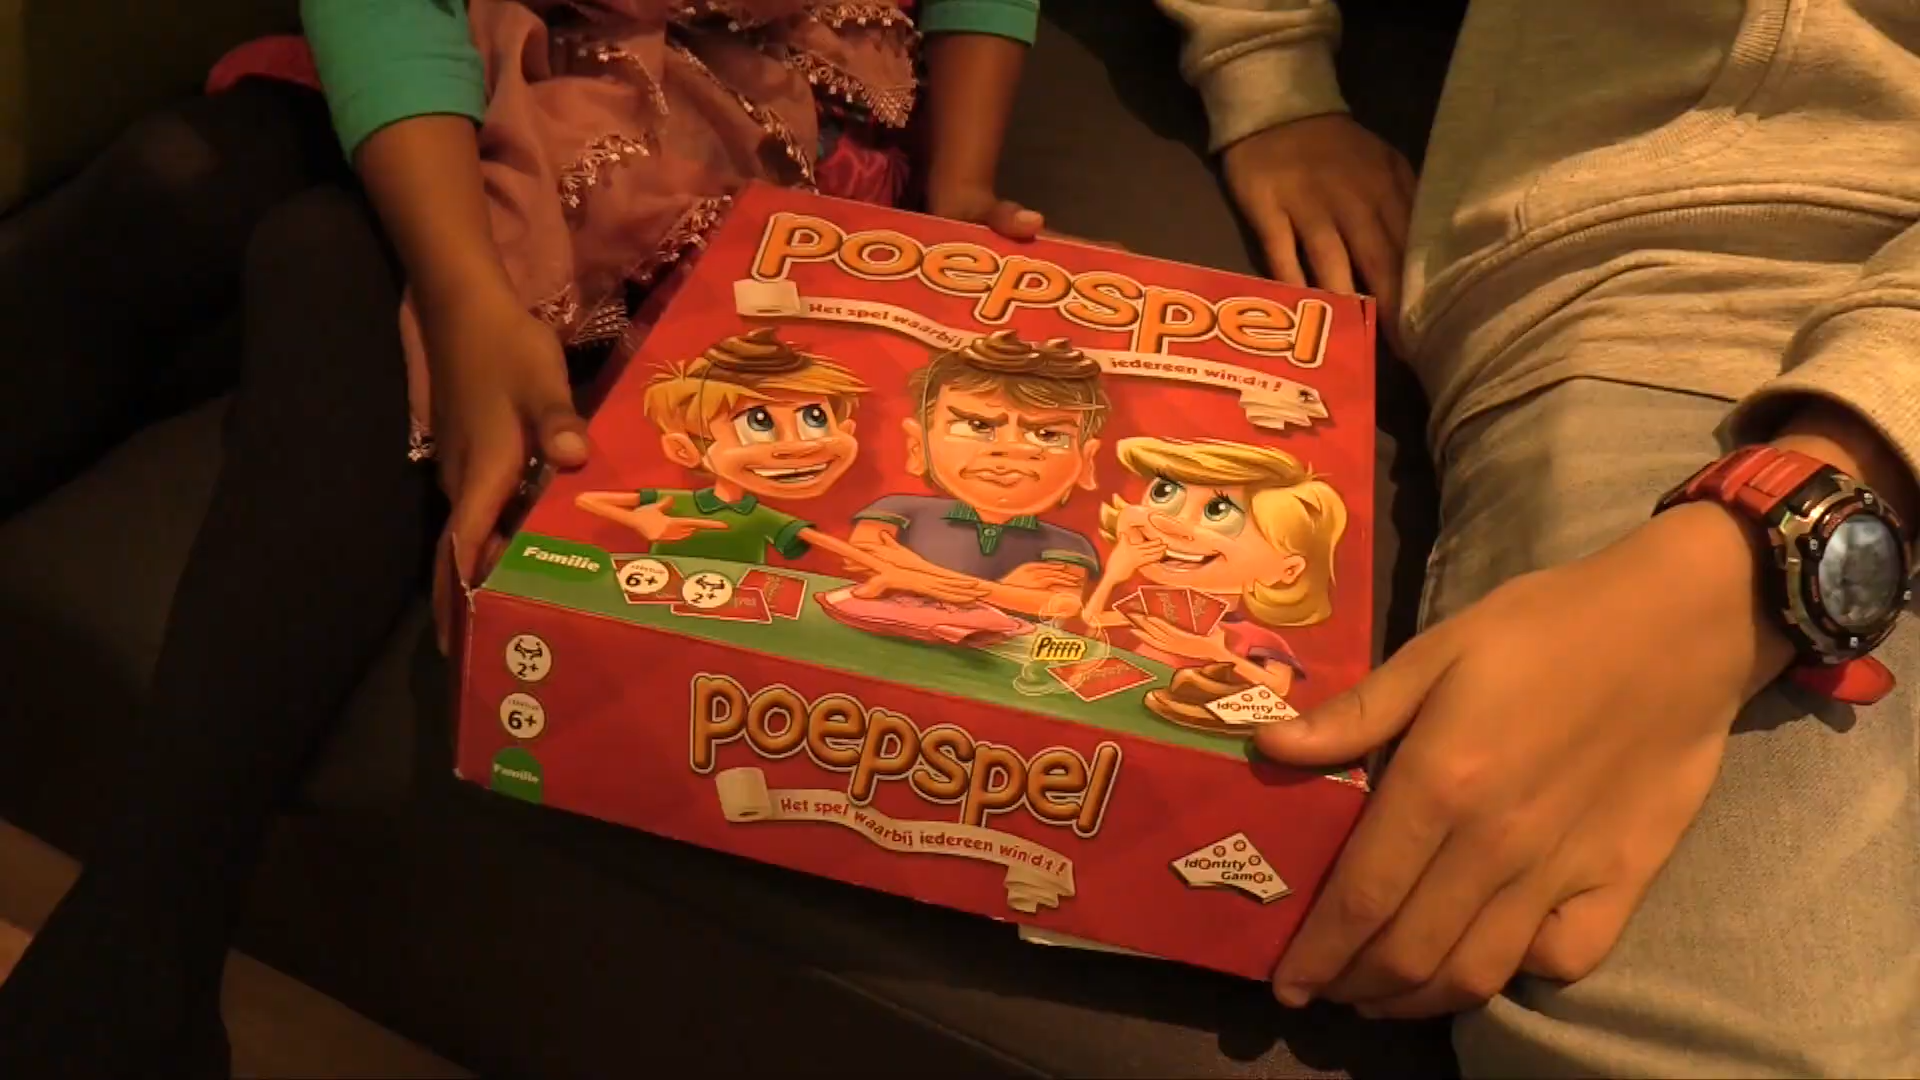 poepspel
Het spel waarbij iedereen win:d:t !
Familie
6+
2+
Pffffft
Identity
Games
2+
6+
Familie
poepspel
Het spel waarbij iedereen win:d:t !
Identity
Games